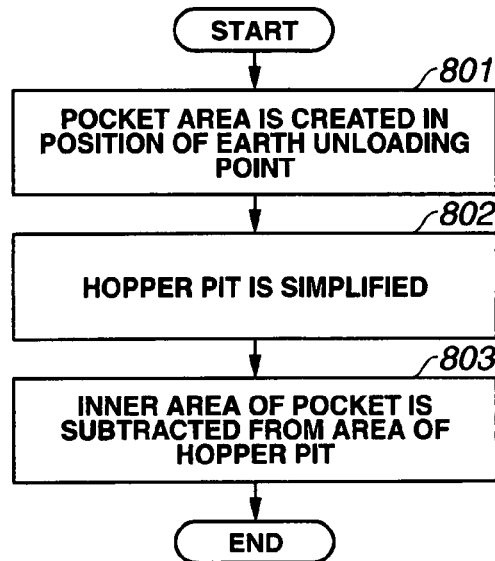 START
801
POCKET AREA IS CREATED IN
POSITION OF EARTH UNLOADING
POINT
802
HOPPER PIT IS SIMPLIFIED
803
INNER AREA OF POCKET IS
SUBTRACTED FROM AREA OF
HOPPER PIT
END